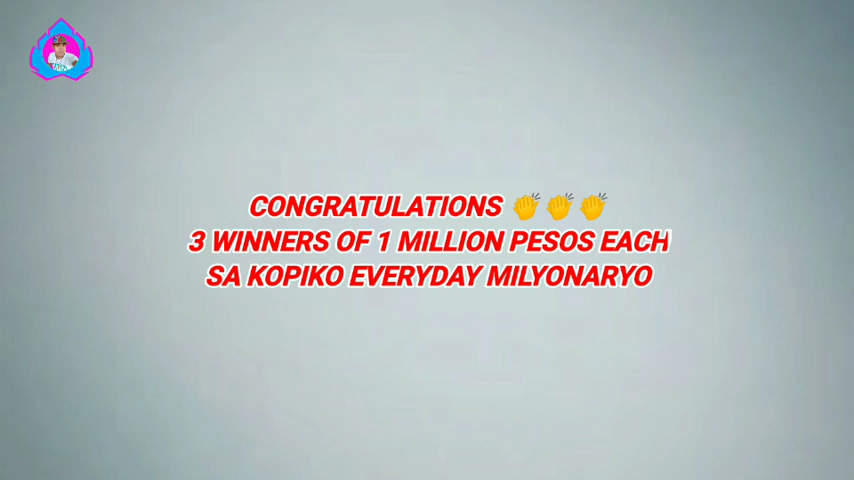 CONGRATULATIONS 👏👏👏
3 WINNERS OF 1 MILLION PESOS EACH
SA KOPIKO EVERYDAY MILYONARYO